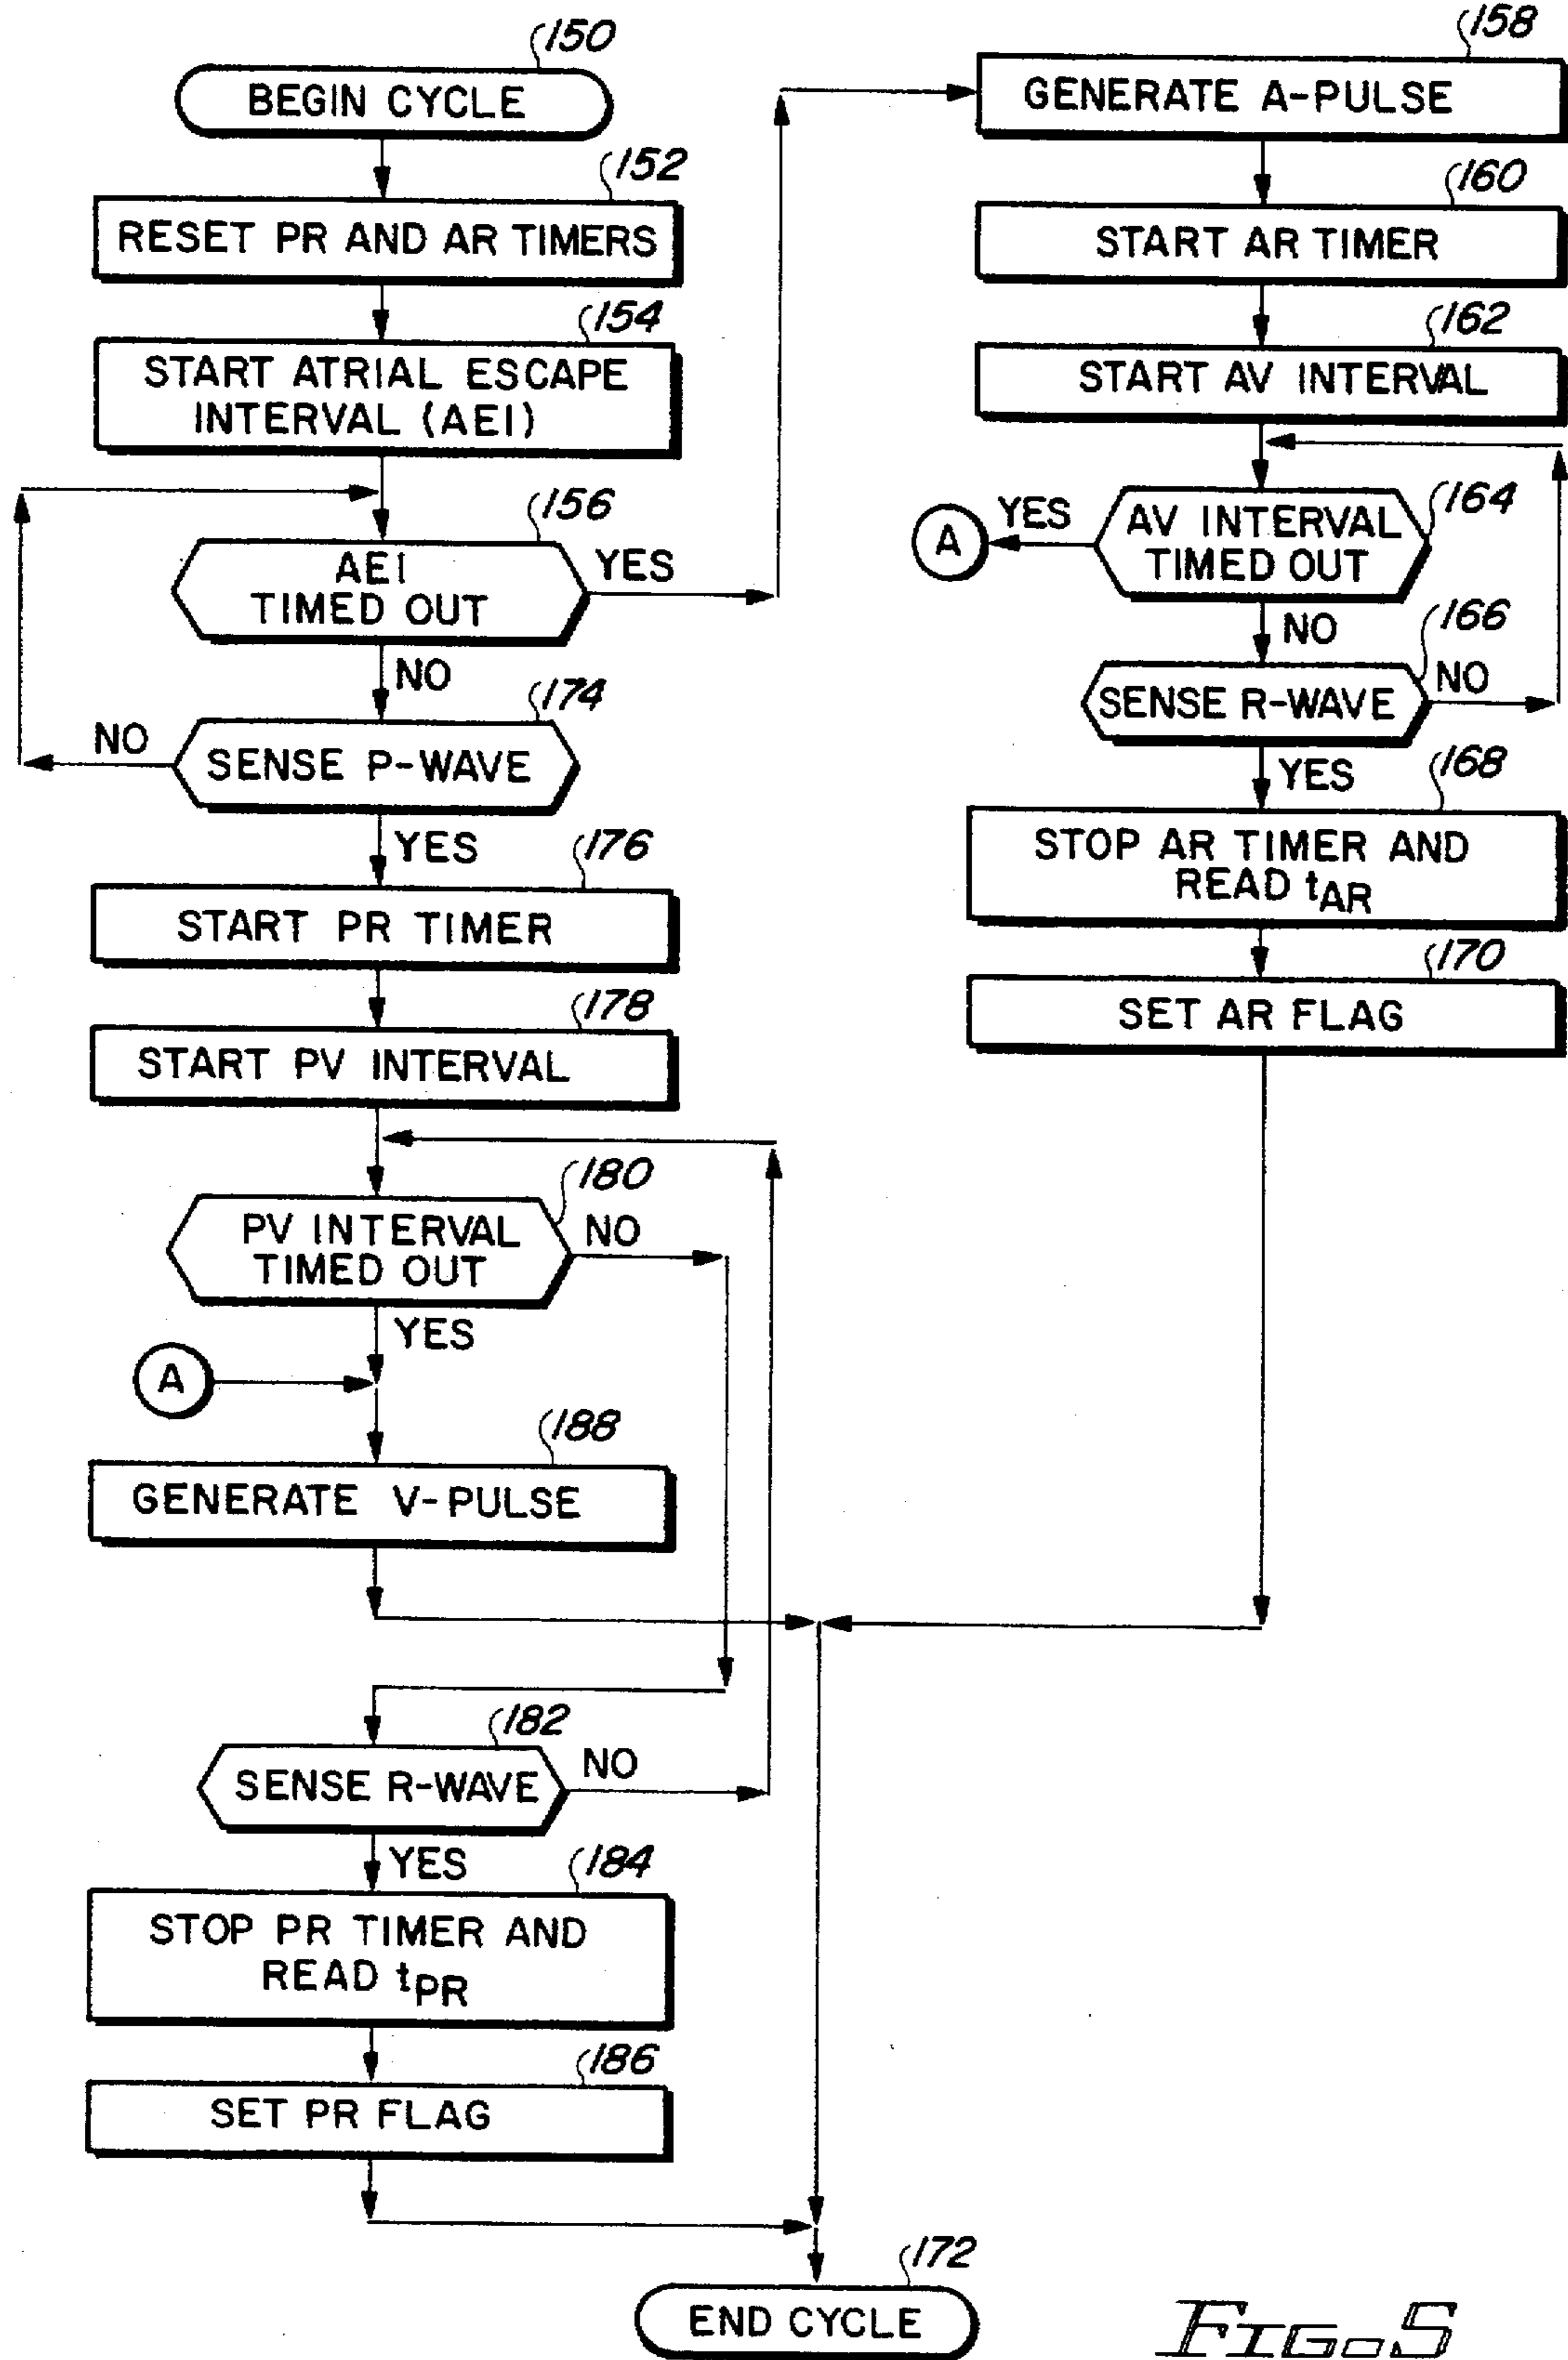 150
BEGIN CYCLE
152
RESET PR AND AR TIMERS
154
START ATRIAL ESCAPE
INTERVAL (AEI)
156
AEI
TIMED OUT
YES
NO
174
NO
SENSE P-WAVE
YES
176
START PR TIMER
178
START PV INTERVAL
180
PV INTERVAL
TIMED OUT
NO
YES
A
188
GENERATE V-PULSE
182
SENSE R-WAVE
NO
YES
184
STOP PR TIMER AND
READ tPR
186
SET PR FLAG
158
GENERATE A-PULSE
160
START AR TIMER
162
START AV INTERVAL
164
A
YES
AV INTERVAL
TIMED OUT
NO
166
SENSE R-WAVE
NO
YES
168
STOP AR TIMER AND
READ tAR
170
SET AR FLAG
172
END CYCLE
FIG. 5